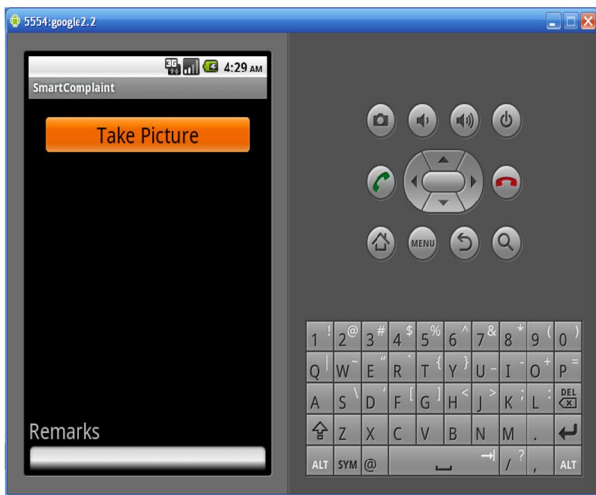 5554:google2.2
3G 4:29 AM
SmartComplaint
Take Picture
Remarks
MENU
1 ! 2 @ 3 # 4 $ 5 % 6 ^ 7 & 8 * 9 ( 0 )
Q | W ~ E " R ` T { Y } U - I - O + P =
A S \ D ' F [ G ] H < J > K ; L : DEL
Z X C V B N M .
ALT SYM @ / ? , ALT